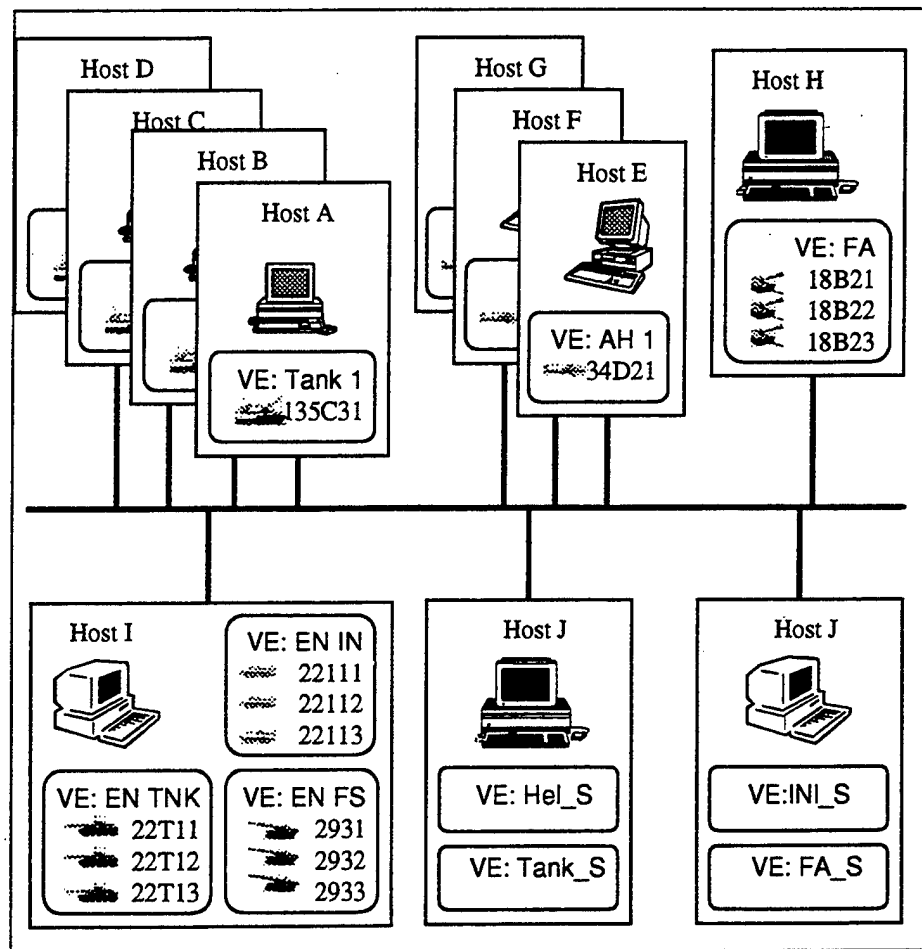 Host D
Host C
Host B
Host A
VE: Tank 1
135C31
Host G
Host F
Host E
VE: AH 1
34D21
Host H
VE: FA
18B21
18B22
18B23
Host I
VE: EN IN
22111
22112
22113
VE: EN TNK
22T11
22T12
22T13
VE: EN FS
2931
2932
2933
Host J
VE: Hel_S
VE: Tank_S
Host J
VE:INI_S
VE: FA_S